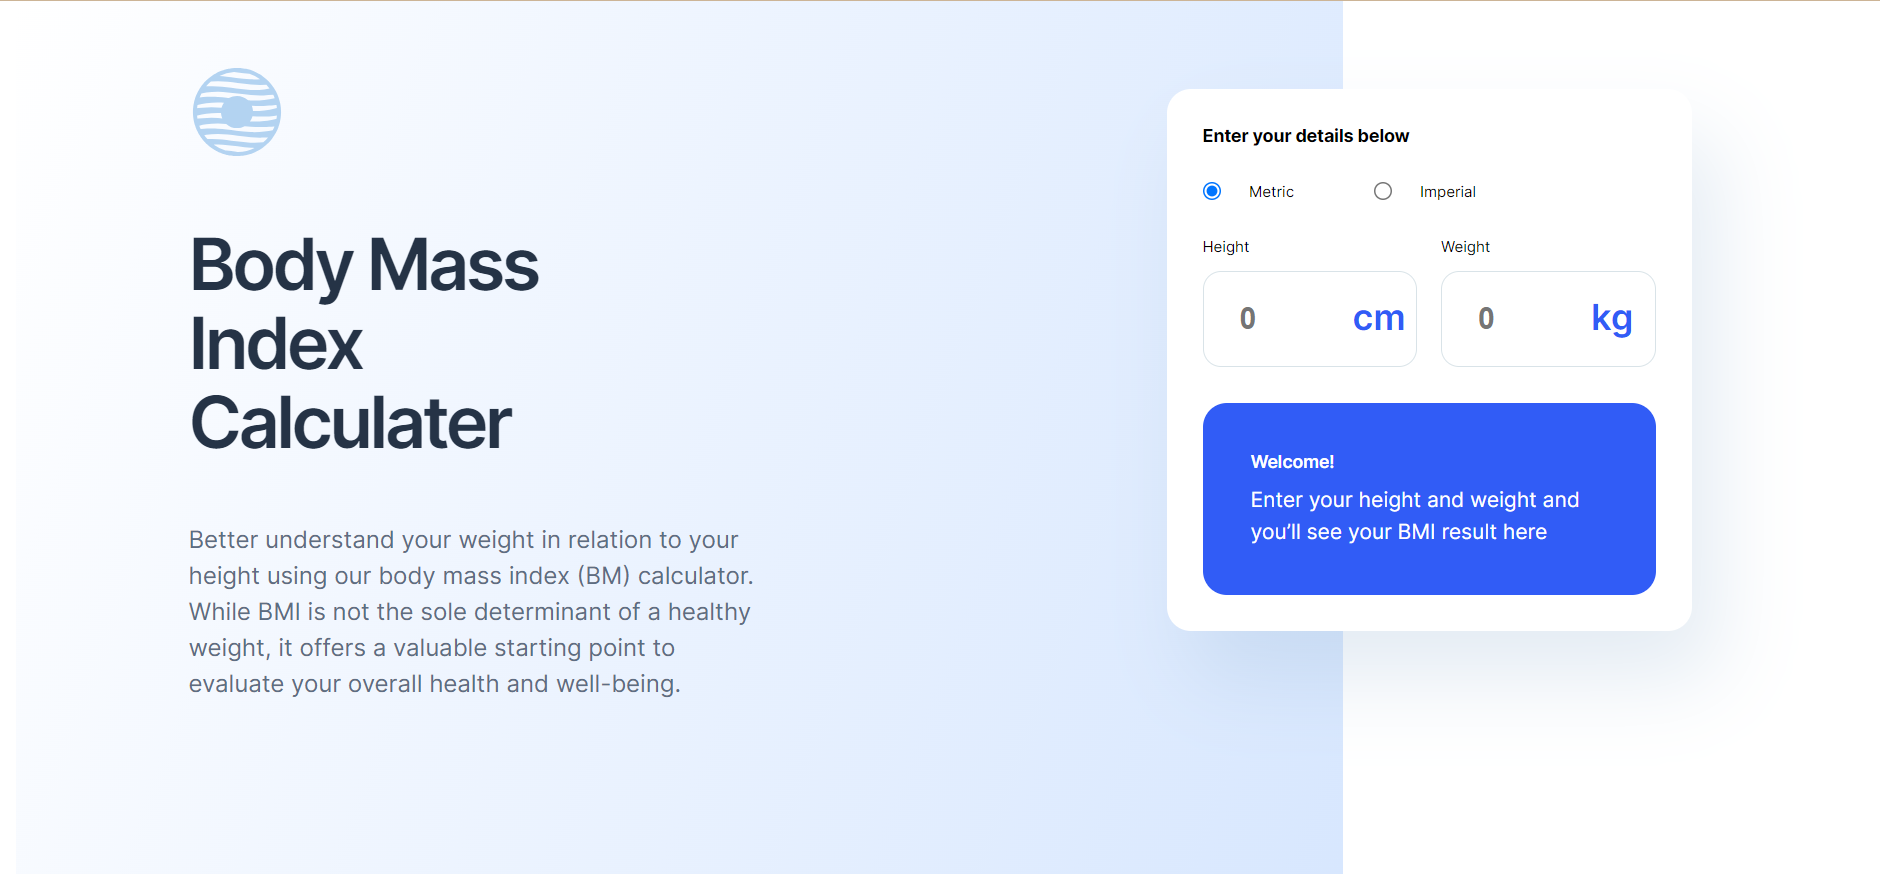 Body Mass
Index
Calculater
Better understand your weight in relation to your
height using our body mass index (BM) calculator.
While BMI is not the sole determinant of a healthy
weight, it offers a valuable starting point to
evaluate your overall health and well-being.
Enter your details below
Metric Imperial
Height Weight
0 cm 0 kg
Welcome!
Enter your height and weight and
you’ll see your BMI result here